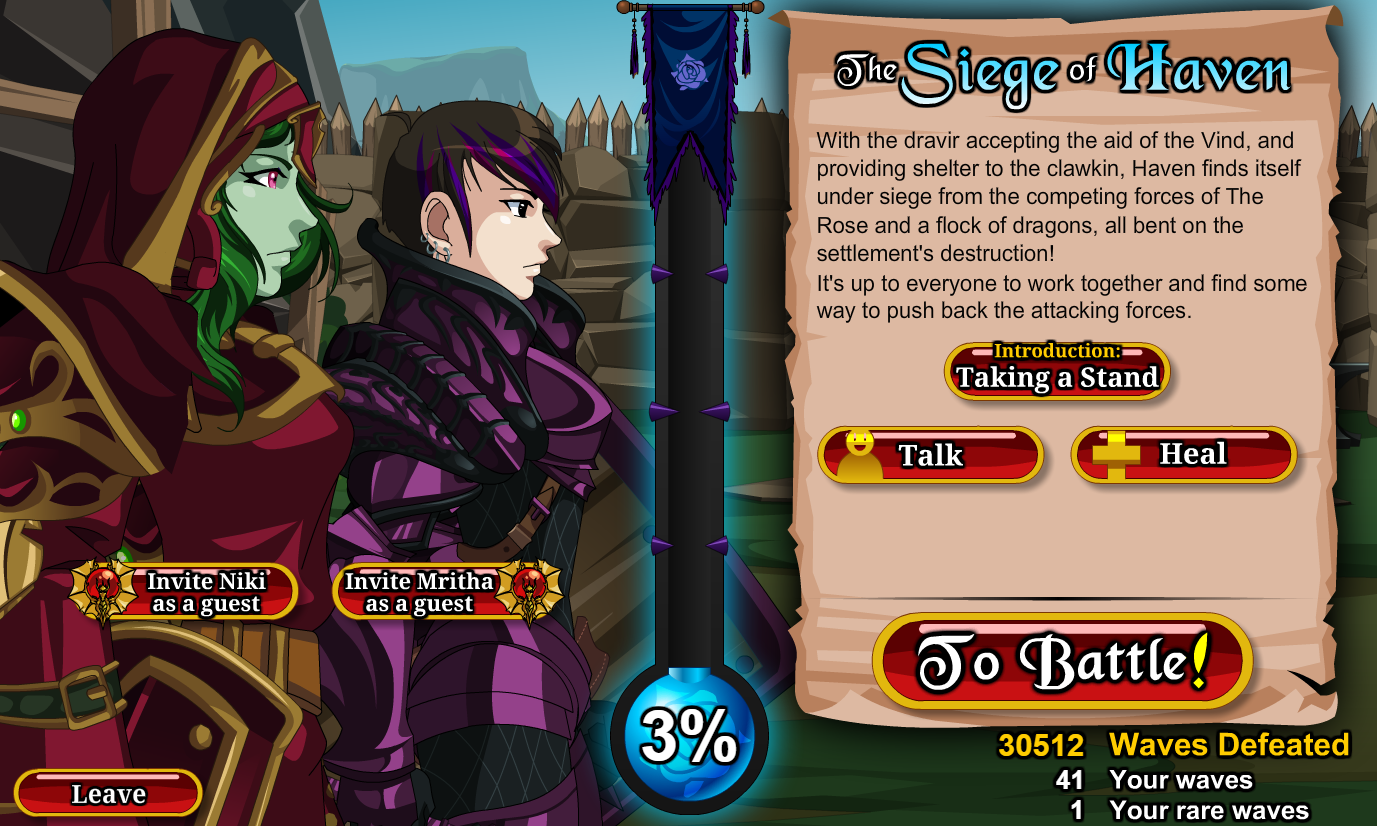 The Siege of Haven
With the dravir accepting the aid of the Vind, and
providing shelter to the clawkin, Haven finds itself
under siege from the competing forces of The
Rose and a flock of dragons, all bent on the
settlement's destruction!
It's up to everyone to work together and find some
way to push back the attacking forces.
Introduction:
Taking a Stand
Talk
Heal
Invite Niki
as a guest
Invite Mritha
as a guest
To Battle!
3%
30512 Waves Defeated
41 Your waves
1 Your rare waves
Leave